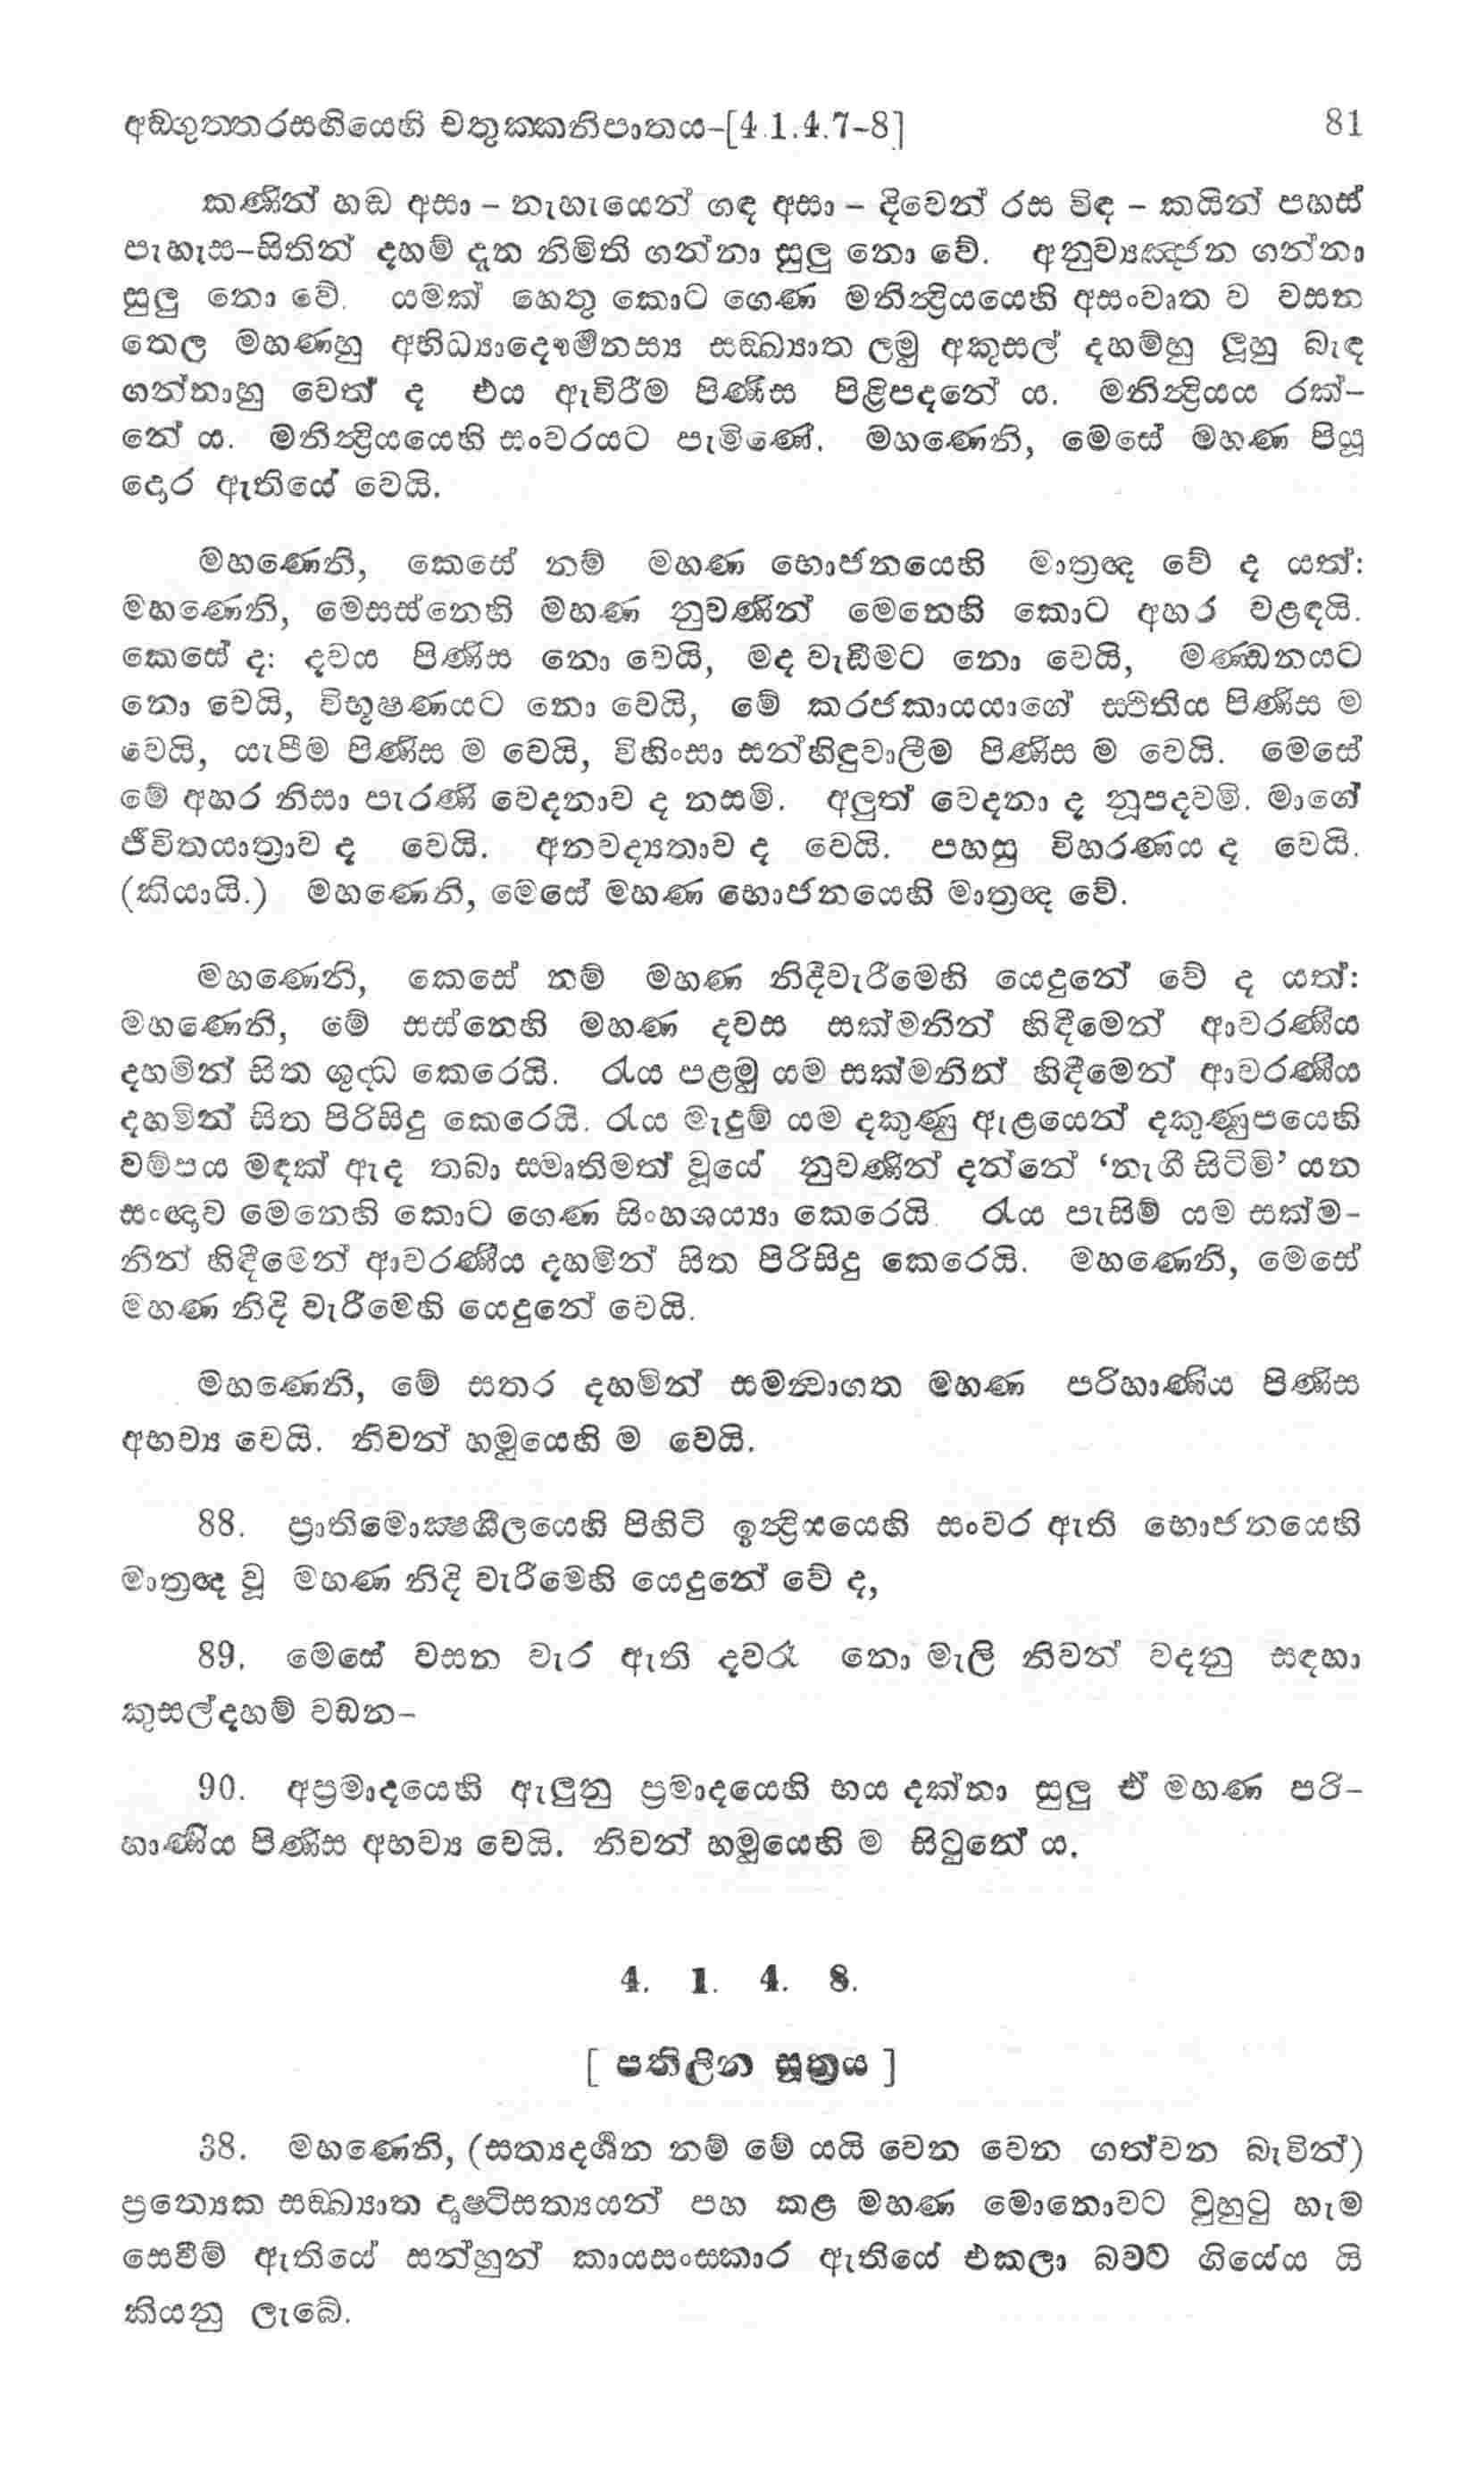 අඞ්ගුත්තරසඟියෙහි චතුක්කනිපාතය-[4.1.4.7-8] 81
කණින් හඬ අසා - නැහැයෙන් ගඳ අසා - දිවෙන් රස විඳ - කයින් පහස්
පැහැස-සිතින් දහම් දැන නිමිති ගන්නා සුලු නො වේ. අනුව්‍යඤ්ජන ගන්නා
සුලු නො වේ. යමක් හෙතු කොට ගෙණ මනින්‍ද්‍රියයෙහි අසංවෘත ව වසන
තෙල මහණහු අභිධ්‍යාදෞර්මනස්‍ය සඞ්ඛ්‍යාත ලමු අකුසල් දහම්හු ලුහු බැඳ
ගන්නාහු වෙත් ද එය ඇවිරීම පිණිස පිළිපදනේ ය. මනින්‍ද්‍රියය රක්-
නේ ය. මනින්‍ද්‍රියයෙහි සංවරයට පැමිණේ. මහණෙනි, මෙසේ මහණ පියූ
දොර ඇතියේ වෙයි.
මහණෙනි, කෙසේ නම් මහණ භොජනයෙහි මාත්‍රඥ වේ ද යත්:
මහණෙනි, මෙසස්නෙහි මහණ නුවණින් මෙනෙහි කොට අහර වළඳයි.
කෙසේ ද: දවය පිණිස නො වෙයි, මද වැඩීමට නො වෙයි, මණ්ඩනයට
නො වෙයි, විභූෂණයට නො වෙයි, මේ කරජකායයාගේ ස්ථිතිය පිණිස ම
වෙයි, යැපීම පිණිස ම වෙයි, විහිංසා සන්හිඳුවාලීම පිණිස ම වෙයි. මෙසේ
මේ අහර නිසා පැරණි වෙදනාව ද නසමි. අලුත් වෙදනා ද නූපදවමි. මාගේ
ජීවිතයාත්‍රාව ද වෙයි. අනවද්‍යතාව ද වෙයි. පහසු විහරණය ද වෙයි.
(කියායි.) මහණෙනි, මෙසේ මහණ භොජනයෙහි මාත්‍රඥ වේ.
මහණෙනි, කෙසේ නම් මහණ නිදිවැරීමෙහි යෙදුනේ වේ ද යත්:
මහණෙනි, මේ සස්නෙහි මහණ දවස සක්මනින් හිඳීමෙන් ආවරණීය
දහමින් සිත ශුද්ධ කෙරෙයි. රැය පළමු යම සක්මනින් හිඳීමෙන් ආවරණීය
දහමින් සිත පිරිසිදු කෙරෙයි. රැය මැදුම් යම දකුණු ඇළයෙන් දකුණුපයෙහි
වම්පය මඳක් ඇද තබා සමෘතිමත් වූයේ නුවණින් දන්නේ ‘නැගී සිටිමි’ යන
සංඥාව මෙනෙහි කොට ගෙණ සිංහශය්‍යා කෙරෙයි. රැය පැසිම් යම සක්ම-
නින් හිඳීමෙන් ආවරණීය දහමින් සිත පිරිසිදු කෙරෙයි. මහණෙනි, මෙසේ
මහණ නිදි වැරීමෙහි යෙදුනේ වෙයි.
මහණෙනි, මේ සතර දහමින් සමන්වාගත මහණ පරිහාණිය පිණිස
අභව්‍ය වෙයි. නිවන් හමුයෙහි ම වෙයි.
88. ප්‍රාතිමොක්‍ෂශීලයෙහි පිහිටි ඉන්‍ද්‍රියයෙහි සංවර ඇති භොජනයෙහි
මාත්‍රඥ වූ මහණ නිදි වැරීමෙහි යෙදුනේ වේ ද,
89. මෙසේ වසන වැර ඇති දවරෑ නො මැලි නිවන් වදනු සඳහා
කුසල්දහම් වඩන-
90. අප්‍රමාදයෙහි ඇලුනු ප්‍රමාදයෙහි භය දක්නා සුලු ඒ මහණ පරි-
හාණිය පිණිස අභව්‍ය වෙයි. නිවන් හමුයෙහි ම සිටුනේ ය.
4. 1. 4. 8.
[ පතිලීන සූත්‍රය ]
38. මහණෙනි, (සත්‍යදර්ශන නම් මේ යයි වෙන වෙන ගත්වන බැවින්)
ප්‍රත්‍යෙක සඞ්ඛ්‍යාත දෘෂ්ටිසත්‍යයන් පහ කළ මහණ මොනොවට වුහුටු හැම
සෙවීම් ඇතියේ සන්හුන් කායසංසකාර ඇතියේ එකලා බවට ගියේය යි
කියනු ලැබේ.